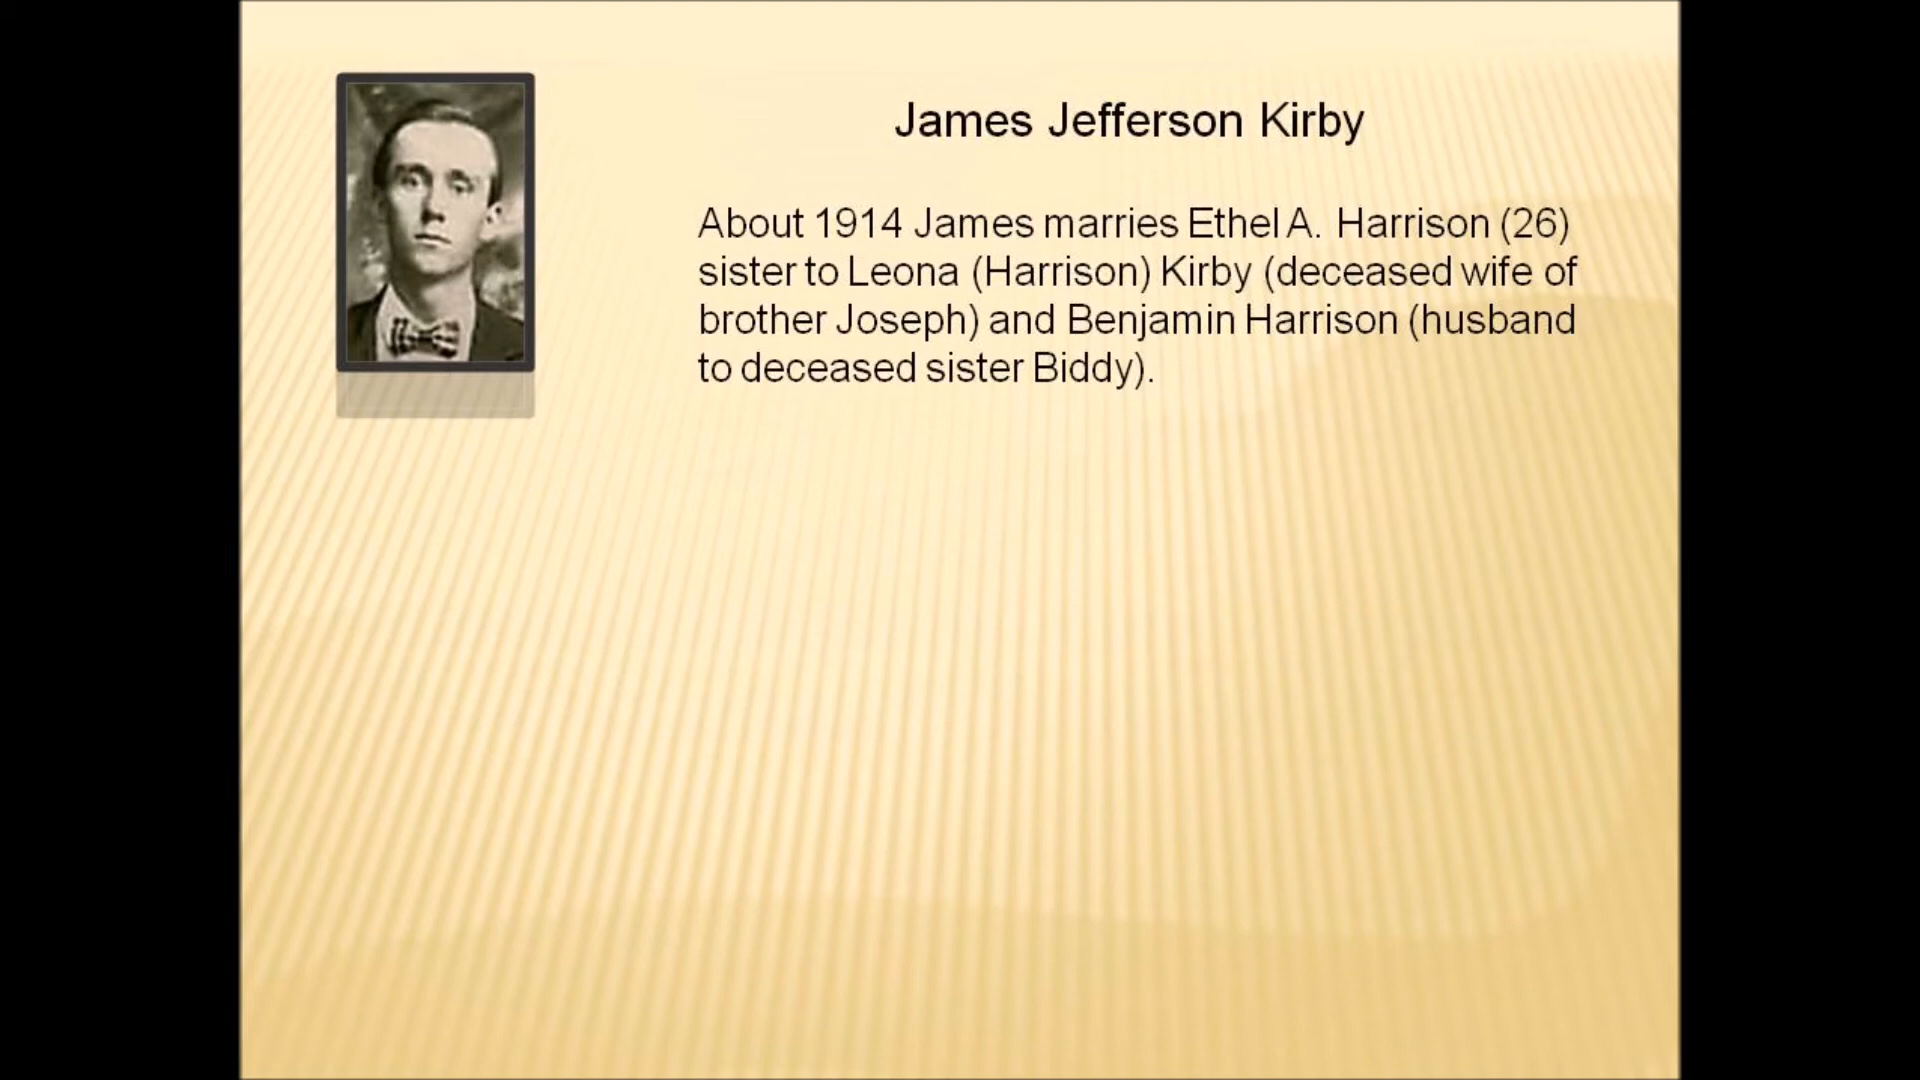 James Jefferson Kirby
About 1914 James marries Ethel A. Harrison (26)
sister to Leona (Harrison) Kirby (deceased wife of
brother Joseph) and Benjamin Harrison (husband
to deceased sister Biddy).